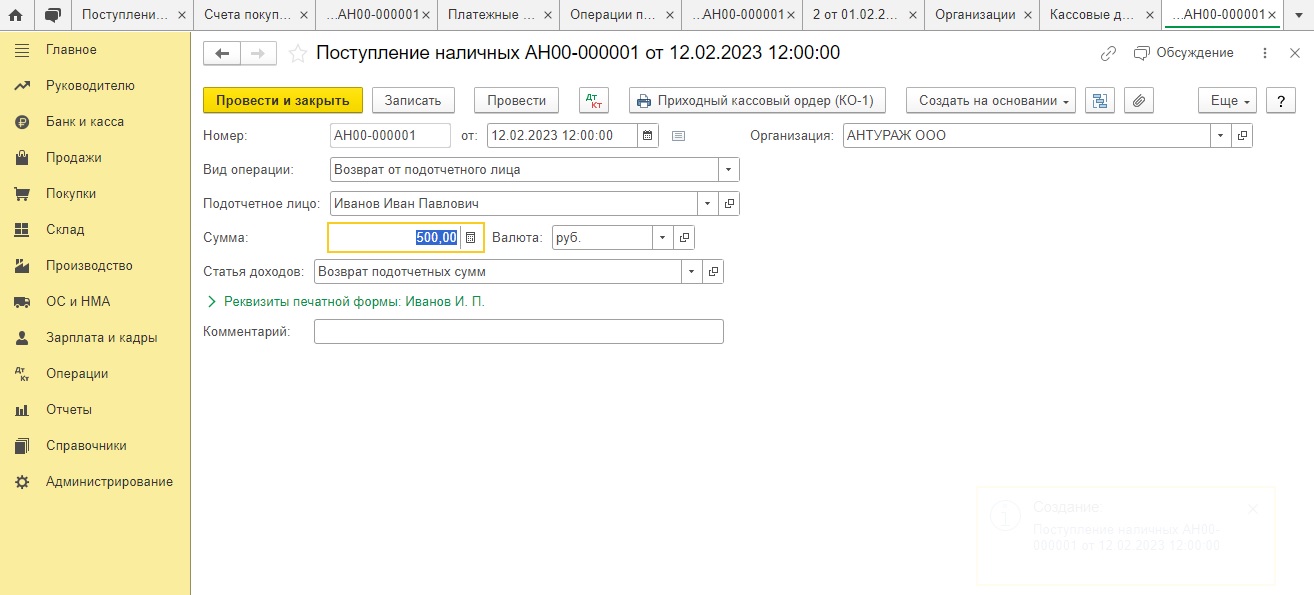 Поступлени... × Счета покуп... × ...АН00-000001 × Платежные ... × Операции п... × ...АН00-000001 × 2 от 01.02.2... × Организации × Кассовые д... × ...АН00-000001 ×
Главное
Руководителю
Банк и касса
Продажи
Покупки
Склад
Производство
ОС и НМА
Зарплата и кадры
Операции
Отчеты
Справочники
Администрирование
Поступление наличных АН00-000001 от 12.02.2023 12:00:00
Обсуждение
Провести и закрыть Записать Провести Дт Кт Приходный кассовый ордер (КО-1) Создать на основании Еще ?
Номер: АН00-000001 от: 12.02.2023 12:00:00 Организация: АНТУРАЖ ООО
Вид операции: Возврат от подотчетного лица
Подотчетное лицо: Иванов Иван Павлович
Сумма: 500,00 Валюта: руб.
Статья доходов: Возврат подотчетных сумм
Реквизиты печатной формы: Иванов И. П.
Комментарий:
Создание:
Поступление наличных АН00-
000001 от 12.02.2023 12:00:00